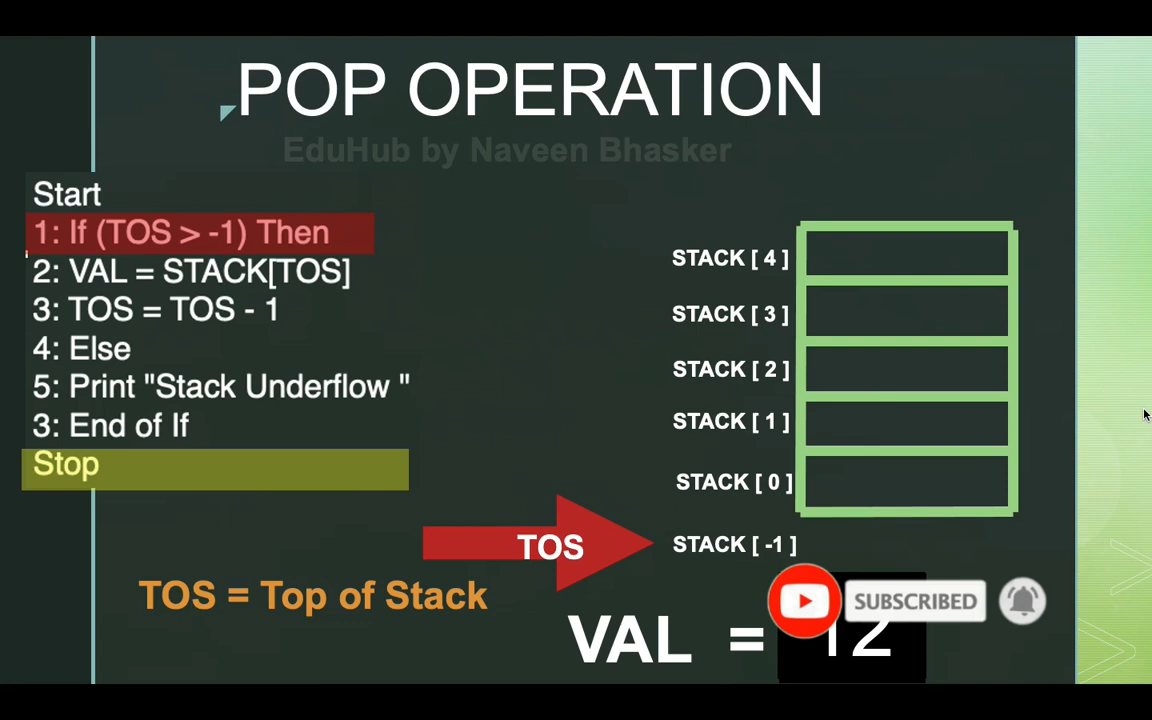 POP OPERATION
EduHub by Naveen Bhasker
Start
1: If (TOS > -1) Then
2: VAL = STACK[TOS]
3: TOS = TOS - 1
4: Else
5: Print "Stack Underflow "
3: End of If
Stop
STACK [ 4 ]
STACK [ 3 ]
STACK [ 2 ]
STACK [ 1 ]
STACK [ 0 ]
TOS
STACK [ -1 ]
TOS = Top of Stack
SUBSCRIBED
VAL = 12